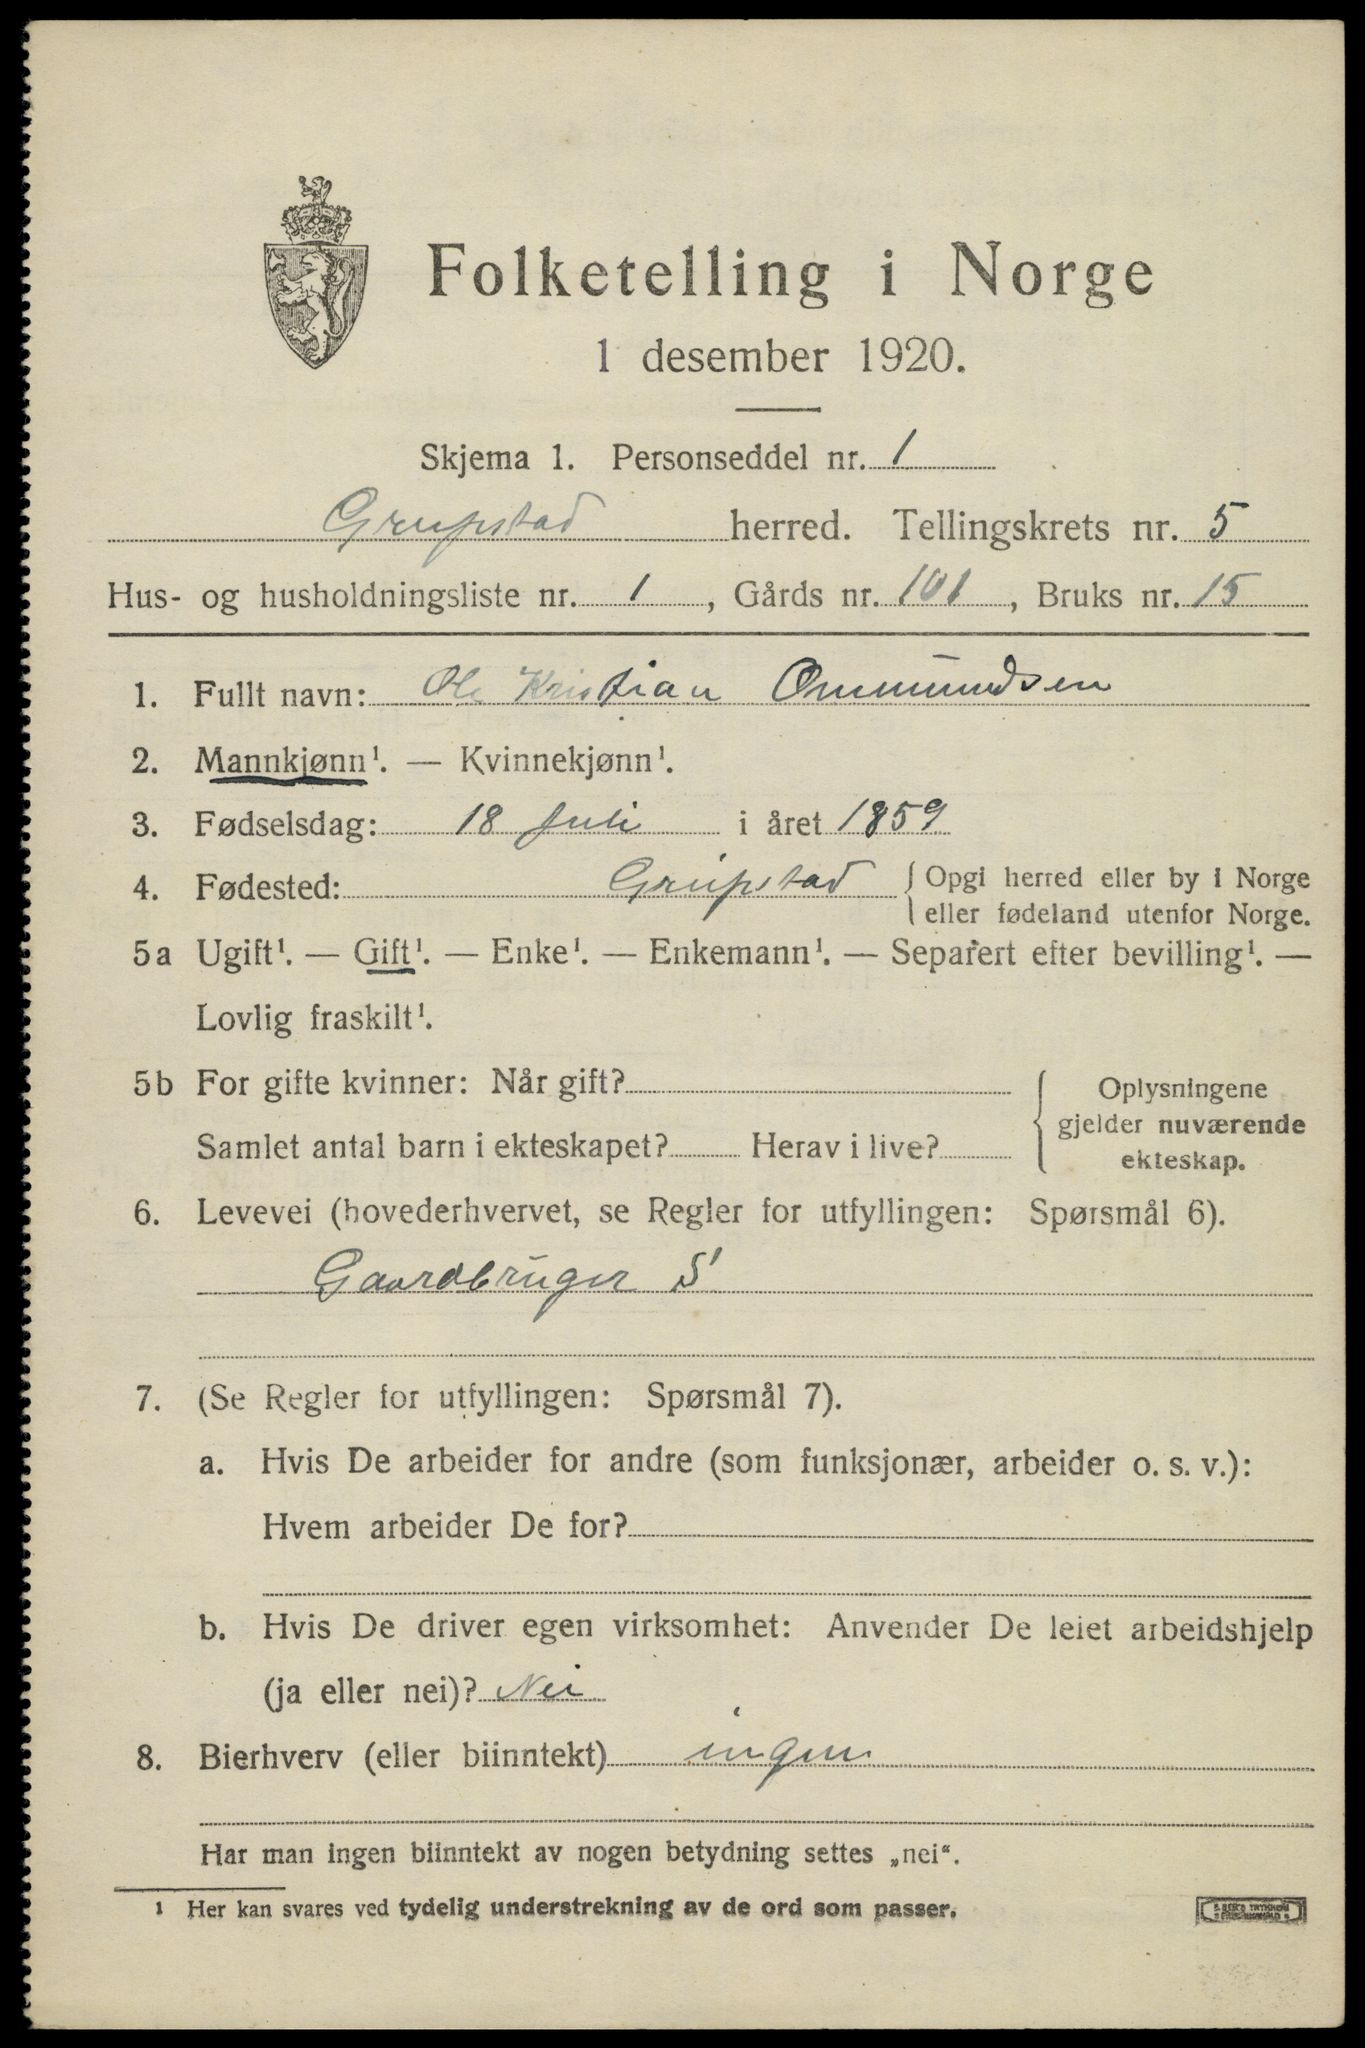 Folketelling i Norge
1 desember 1920.
Skjema 1. Personseddel nr. 1
Gripstad herred. Tellingskrets nr. 5
Hus- og husholdningsliste nr. 1, Gårds nr. 101, Bruks nr. 15
1. Fullt navn: Ole Kristian Ommundsen
2. Mannkjønn¹. — Kvinnekjønn¹.
3. Fødselsdag: 18 juli i året 1859
4. Fødested: Gripstad { Opgi herred eller by i Norge
eller fødeland utenfor Norge.
5a Ugift¹. — Gift¹. — Enke¹. — Enkemann¹. — Separert efter bevilling¹. —
Lovlig fraskilt¹.
5b For gifte kvinner: Når gift?
Samlet antal barn i ekteskapet? Herav i live?
Oplysningene
gjelder nuværende
ekteskap.
6. Levevei (hovederhvervet, se Regler for utfyllingen: Spørsmål 6).
Gaardbruger S
7. (Se Regler for utfyllingen: Spørsmål 7).
a. Hvis De arbeider for andre (som funksjonær, arbeider o. s. v.):
Hvem arbeider De for?
b. Hvis De driver egen virksomhet: Anvender De leiet arbeidshjelp
(ja eller nei)? Nei
8. Bierhverv (eller biinntekt) ingen
Har man ingen biinntekt av nogen betydning settes „nei“.
¹ Her kan svares ved tydelig understrekning av de ord som passer.